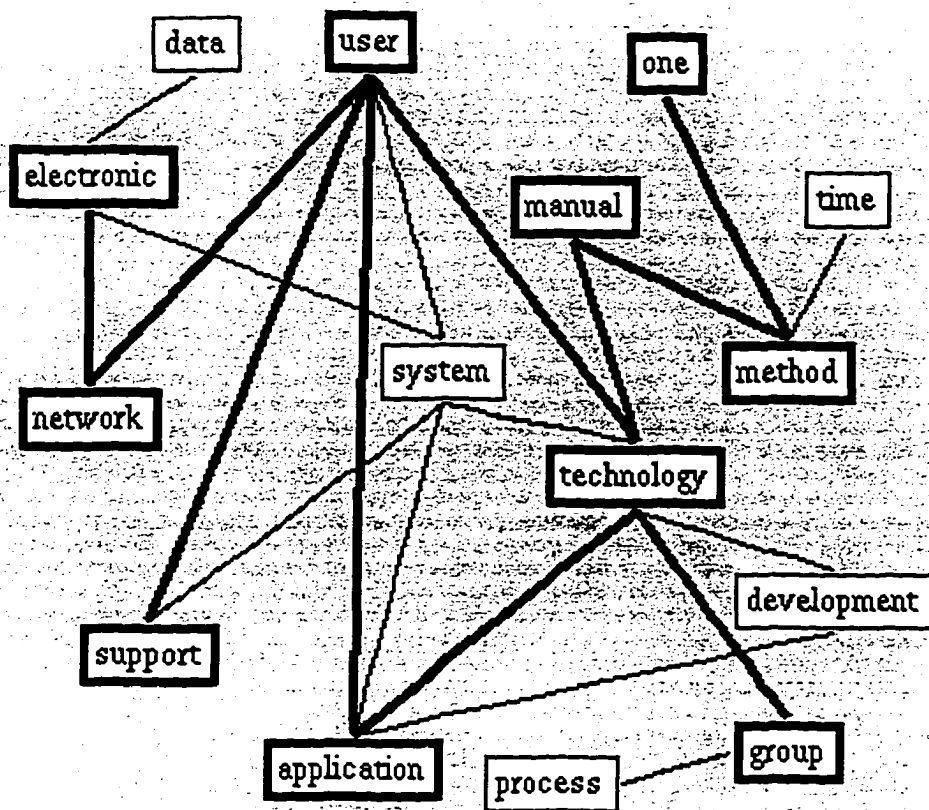 data
user
one
electronic
manual
time
system
method
network
technology
development
support
group
application
process